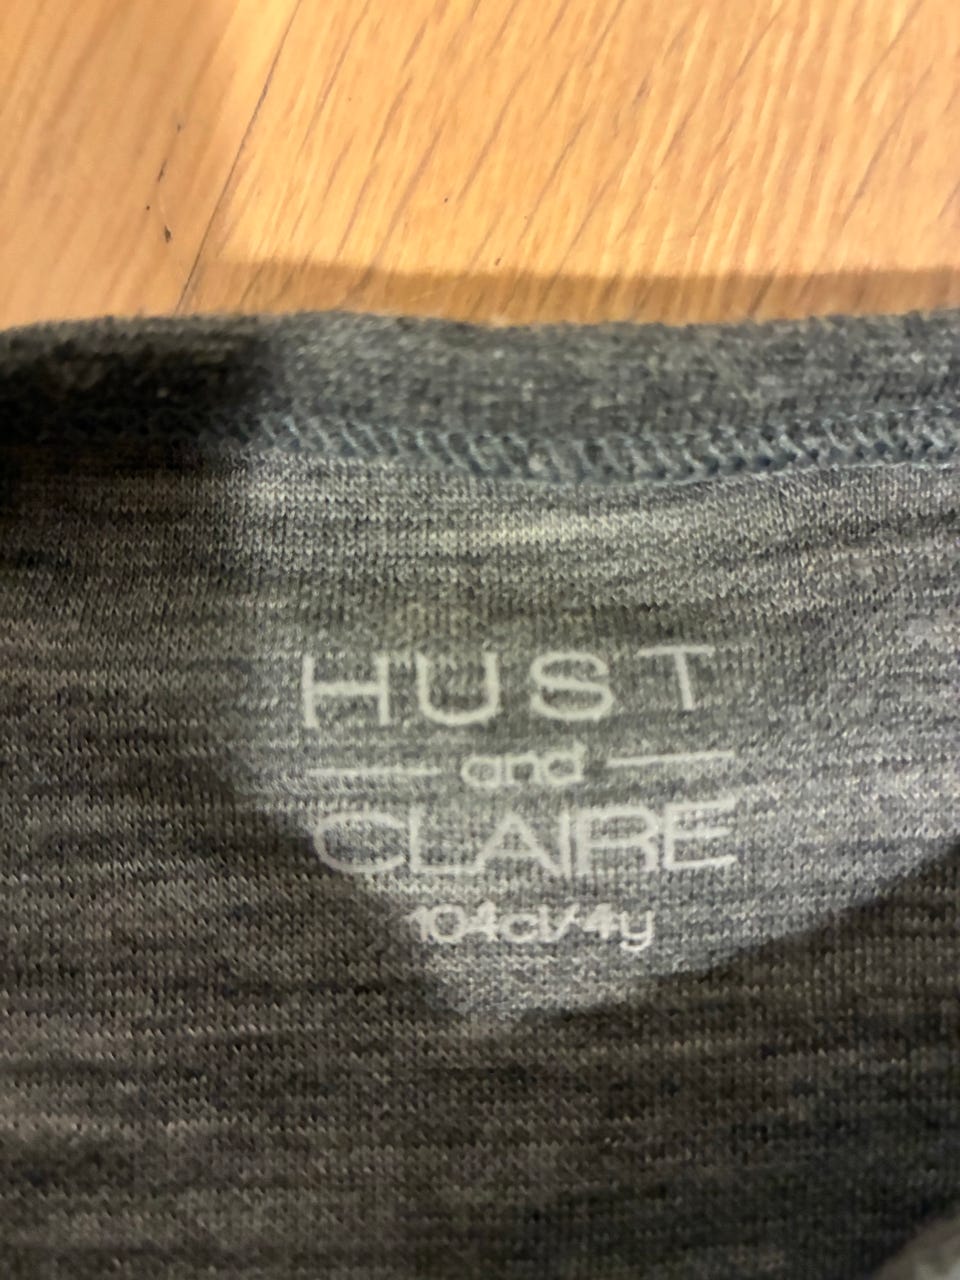 HUST
and
CLAIRE
104cl/4y